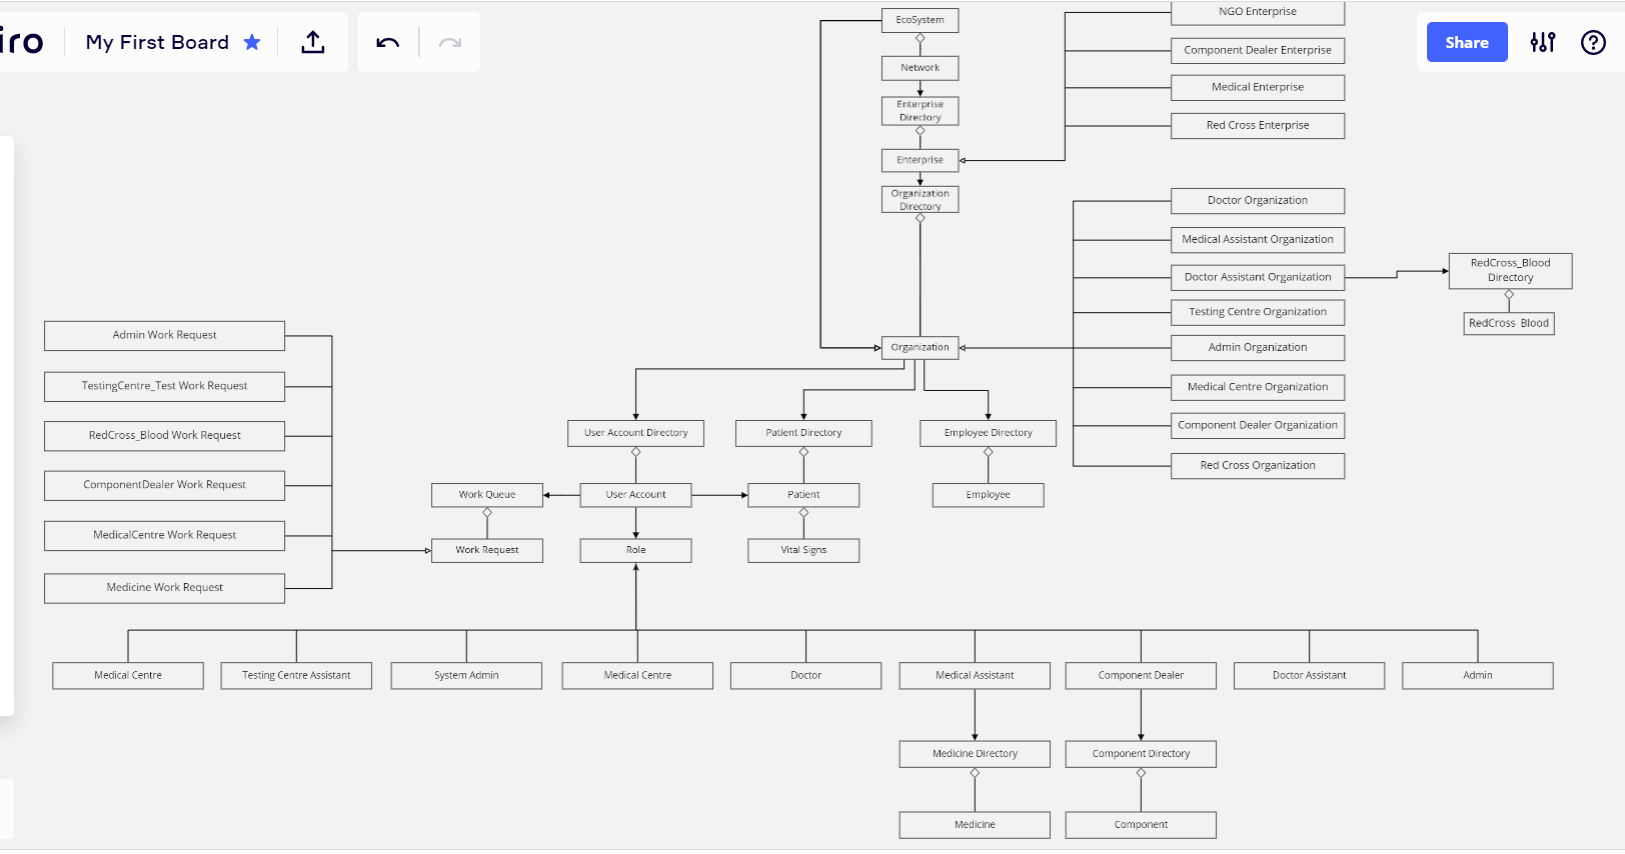 iro
My First Board
Share
EcoSystem
Network
Enterprise
Directory
Enterprise
Organization
Directory
NGO Enterprise
Component Dealer Enterprise
Medical Enterprise
Red Cross Enterprise
Doctor Organization
Medical Assistant Organization
Doctor Assistant Organization
Testing Centre Organization
Admin Organization
Medical Centre Organization
Component Dealer Organization
Red Cross Organization
RedCross_Blood
Directory
RedCross_Blood
Organization
Admin Work Request
TestingCentre_Test Work Request
RedCross_Blood Work Request
ComponentDealer Work Request
MedicalCentre Work Request
Medicine Work Request
User Account Directory
Patient Directory
Employee Directory
Work Queue
User Account
Patient
Employee
Work Request
Role
Vital Signs
Medical Centre
Testing Centre Assistant
System Admin
Medical Centre
Doctor
Medical Assistant
Component Dealer
Doctor Assistant
Admin
Medicine Directory
Component Directory
Medicine
Component